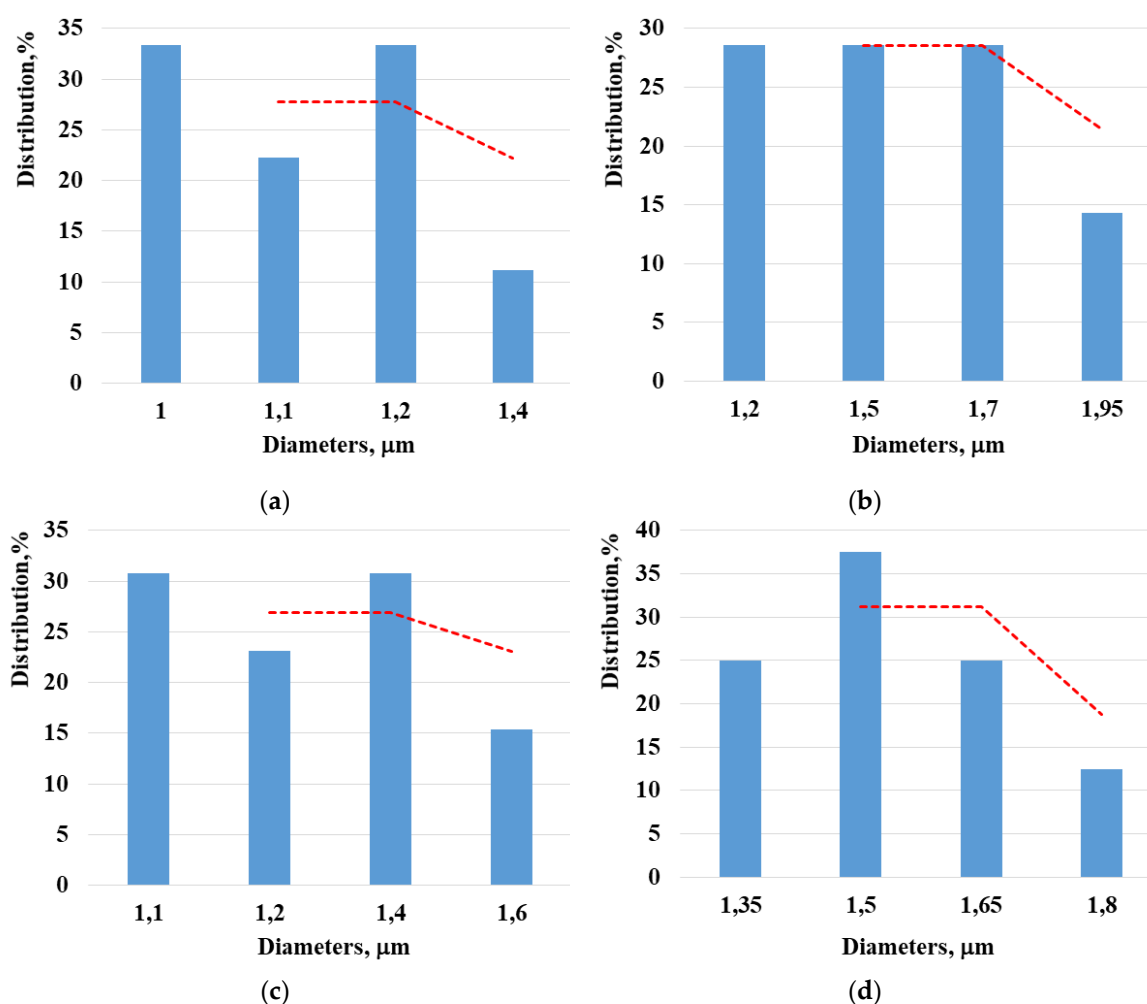 Distribution,%
35
30
25
20
15
10
5
0
1 1,1 1,2 1,4
Diameters, μm
(a)
Distribution,%
30
25
20
15
10
5
0
1,2 1,5 1,7 1,95
Diameters, μm
(b)
Distribution,%
35
30
25
20
15
10
5
0
1,1 1,2 1,4 1,6
Diameters, μm
(c)
Distribution,%
40
35
30
25
20
15
10
5
0
1,35 1,5 1,65 1,8
Diameters, μm
(d)